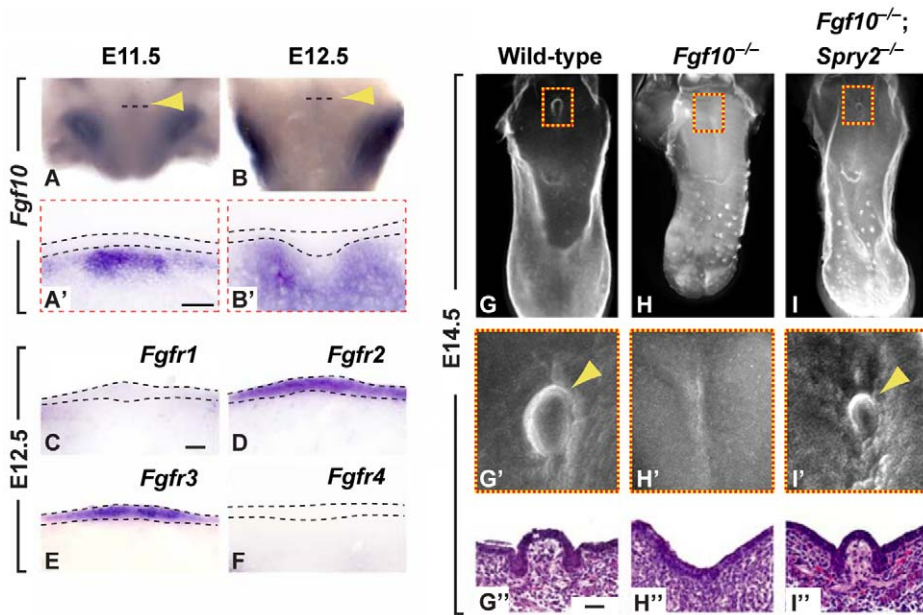 E11.5
E12.5
Fgf10
A
B
A'
B'
E12.5
Fgfr1
Fgfr2
C
D
Fgfr3
Fgfr4
E
F
Wild-type
Fgf10−/−
Fgf10−/−;
Spry2−/−
E14.5
G
H
I
G'
H'
I'
G''
H''
I''